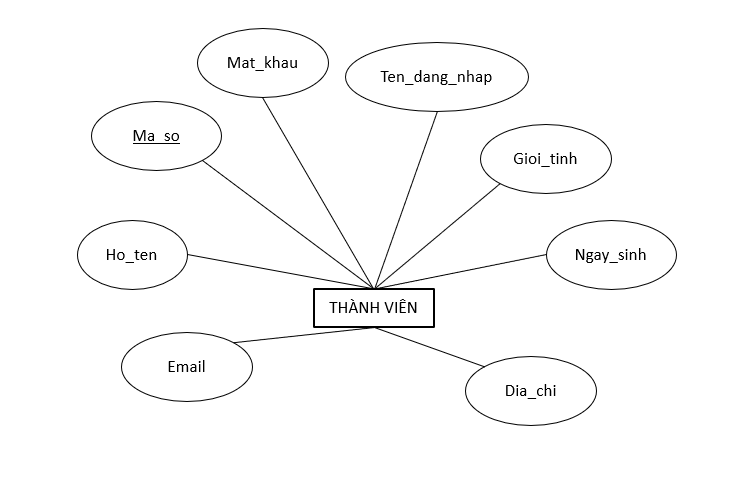 Mat_khau
Ten_dang_nhap
Ma_so
Gioi_tinh
Ho_ten
Ngay_sinh
THÀNH VIÊN
Email
Dia_chi